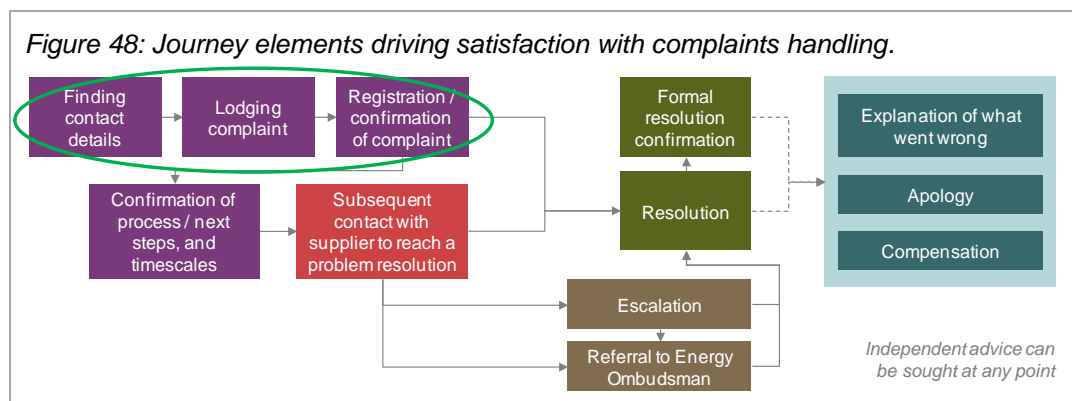 Figure 48: Journey elements driving satisfaction with complaints handling.
Finding
contact
details
Lodging
complaint
Registration /
confirmation
of complaint
Formal
resolution
confirmation
Explanation of what
went wrong
Confirmation of
process / next
steps, and
timescales
Subsequent
contact with
supplier to reach a
problem resolution
Resolution
Apology
Compensation
Escalation
Referral to Energy
Ombudsman
Independent advice can
be sought at any point